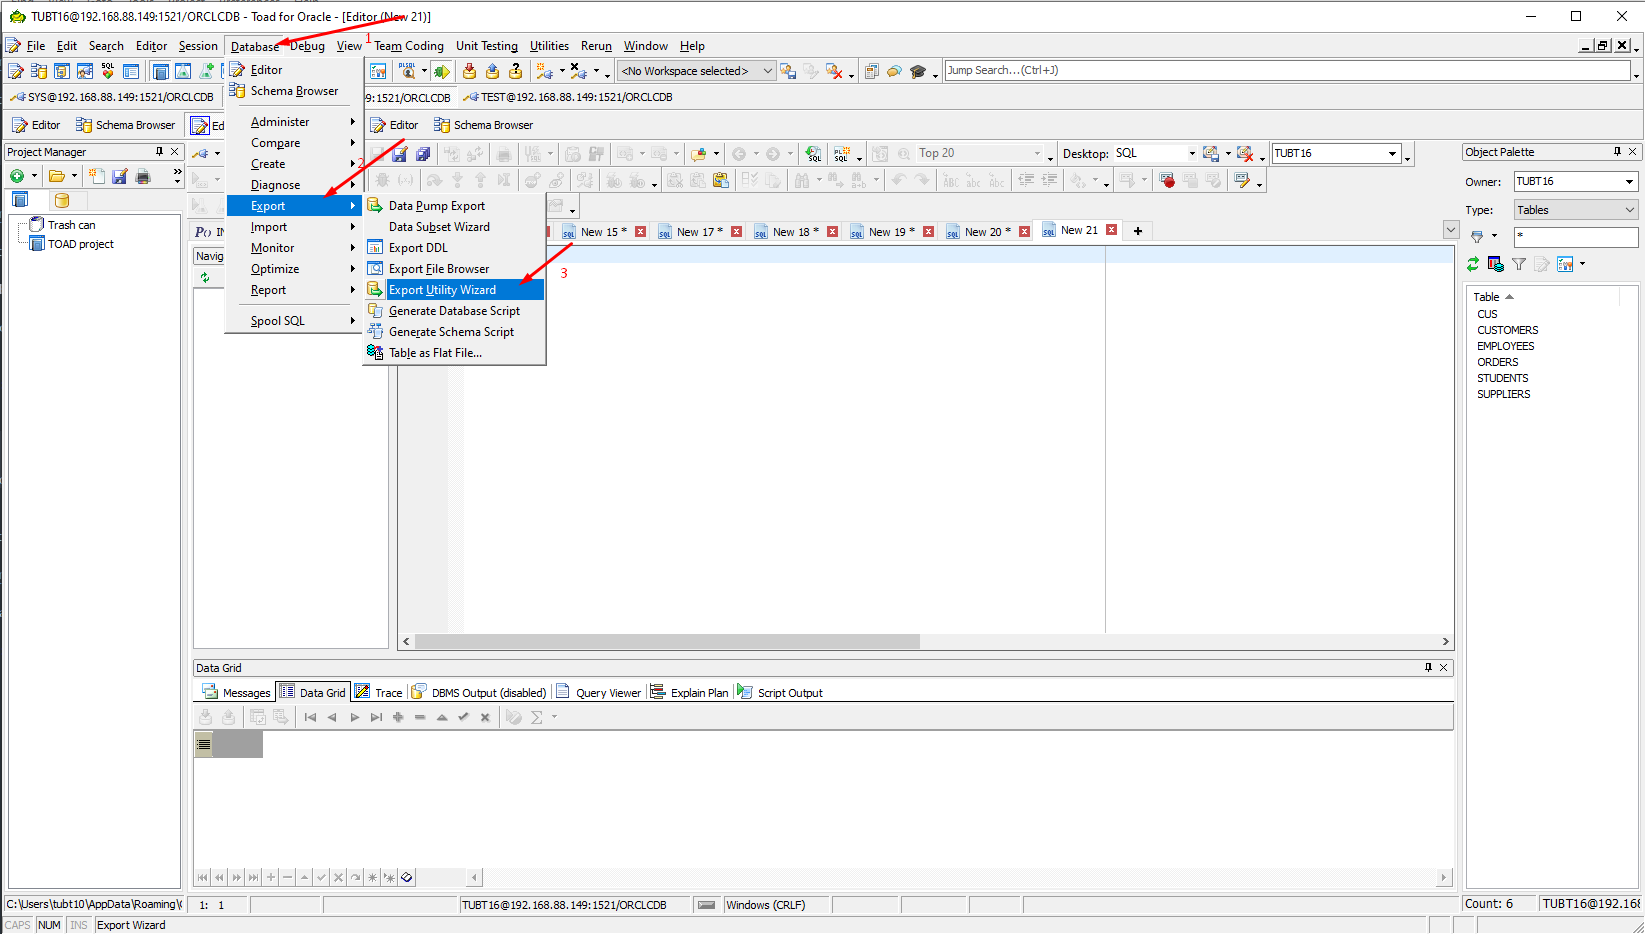 TUBT16@192.168.88.149:1521/ORCLCDB - Toad for Oracle - [Editor (New 21)]
File Edit Search Editor Session Database Debug View Team Coding Unit Testing Utilities Rerun Window Help
1
<No Workspace selected>
Jump Search...(Ctrl+J)
SYS@192.168.88.149:1521/ORCLCDB
49:1521/ORCLCDB
TEST@192.168.88.149:1521/ORCLCDB
Editor
Schema Browser
Ed
Editor
Schema Browser
Editor
Schema Browser
Administer
Compare
Create
Diagnose
Export
Import
Monitor
Optimize
Report
Spool SQL
2
Data Pump Export
Data Subset Wizard
Export DDL
Export File Browser
Export Utility Wizard
Generate Database Script
Generate Schema Script
Table as Flat File...
3
Project Manager
Trash can
TOAD project
Top 20
Desktop: SQL
TUBT16
New 15 *
New 17 *
New 18 *
New 19 *
New 20 *
New 21
Navig
Object Palette
Owner: TUBT16
Type: Tables
*
Table
CUS
CUSTOMERS
EMPLOYEES
ORDERS
STUDENTS
SUPPLIERS
Data Grid
Messages Data Grid Trace DBMS Output (disabled) Query Viewer Explain Plan Script Output
C:\Users\tubt10\AppData\Roaming\
1: 1
TUBT16@192.168.88.149:1521/ORCLCDB
Windows (CRLF)
Count: 6
TUBT16@192.168
CAPS NUM INS Export Wizard